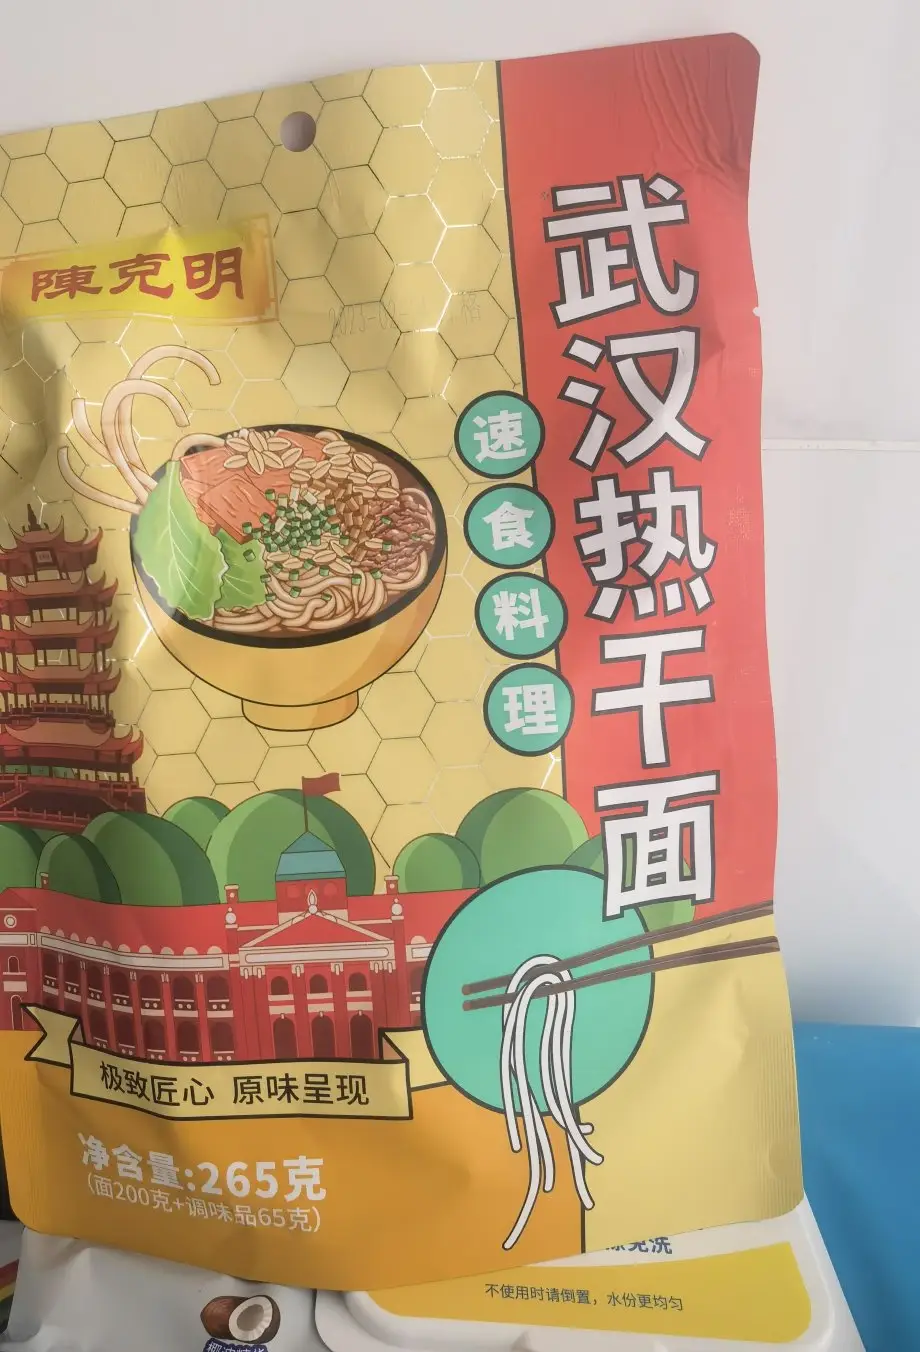 陳克明
武汉热干面
速食料理
极致匠心 原味呈现
净含量:265克
(面200克+调味品65克)
不使用时请倒置，水份更均匀